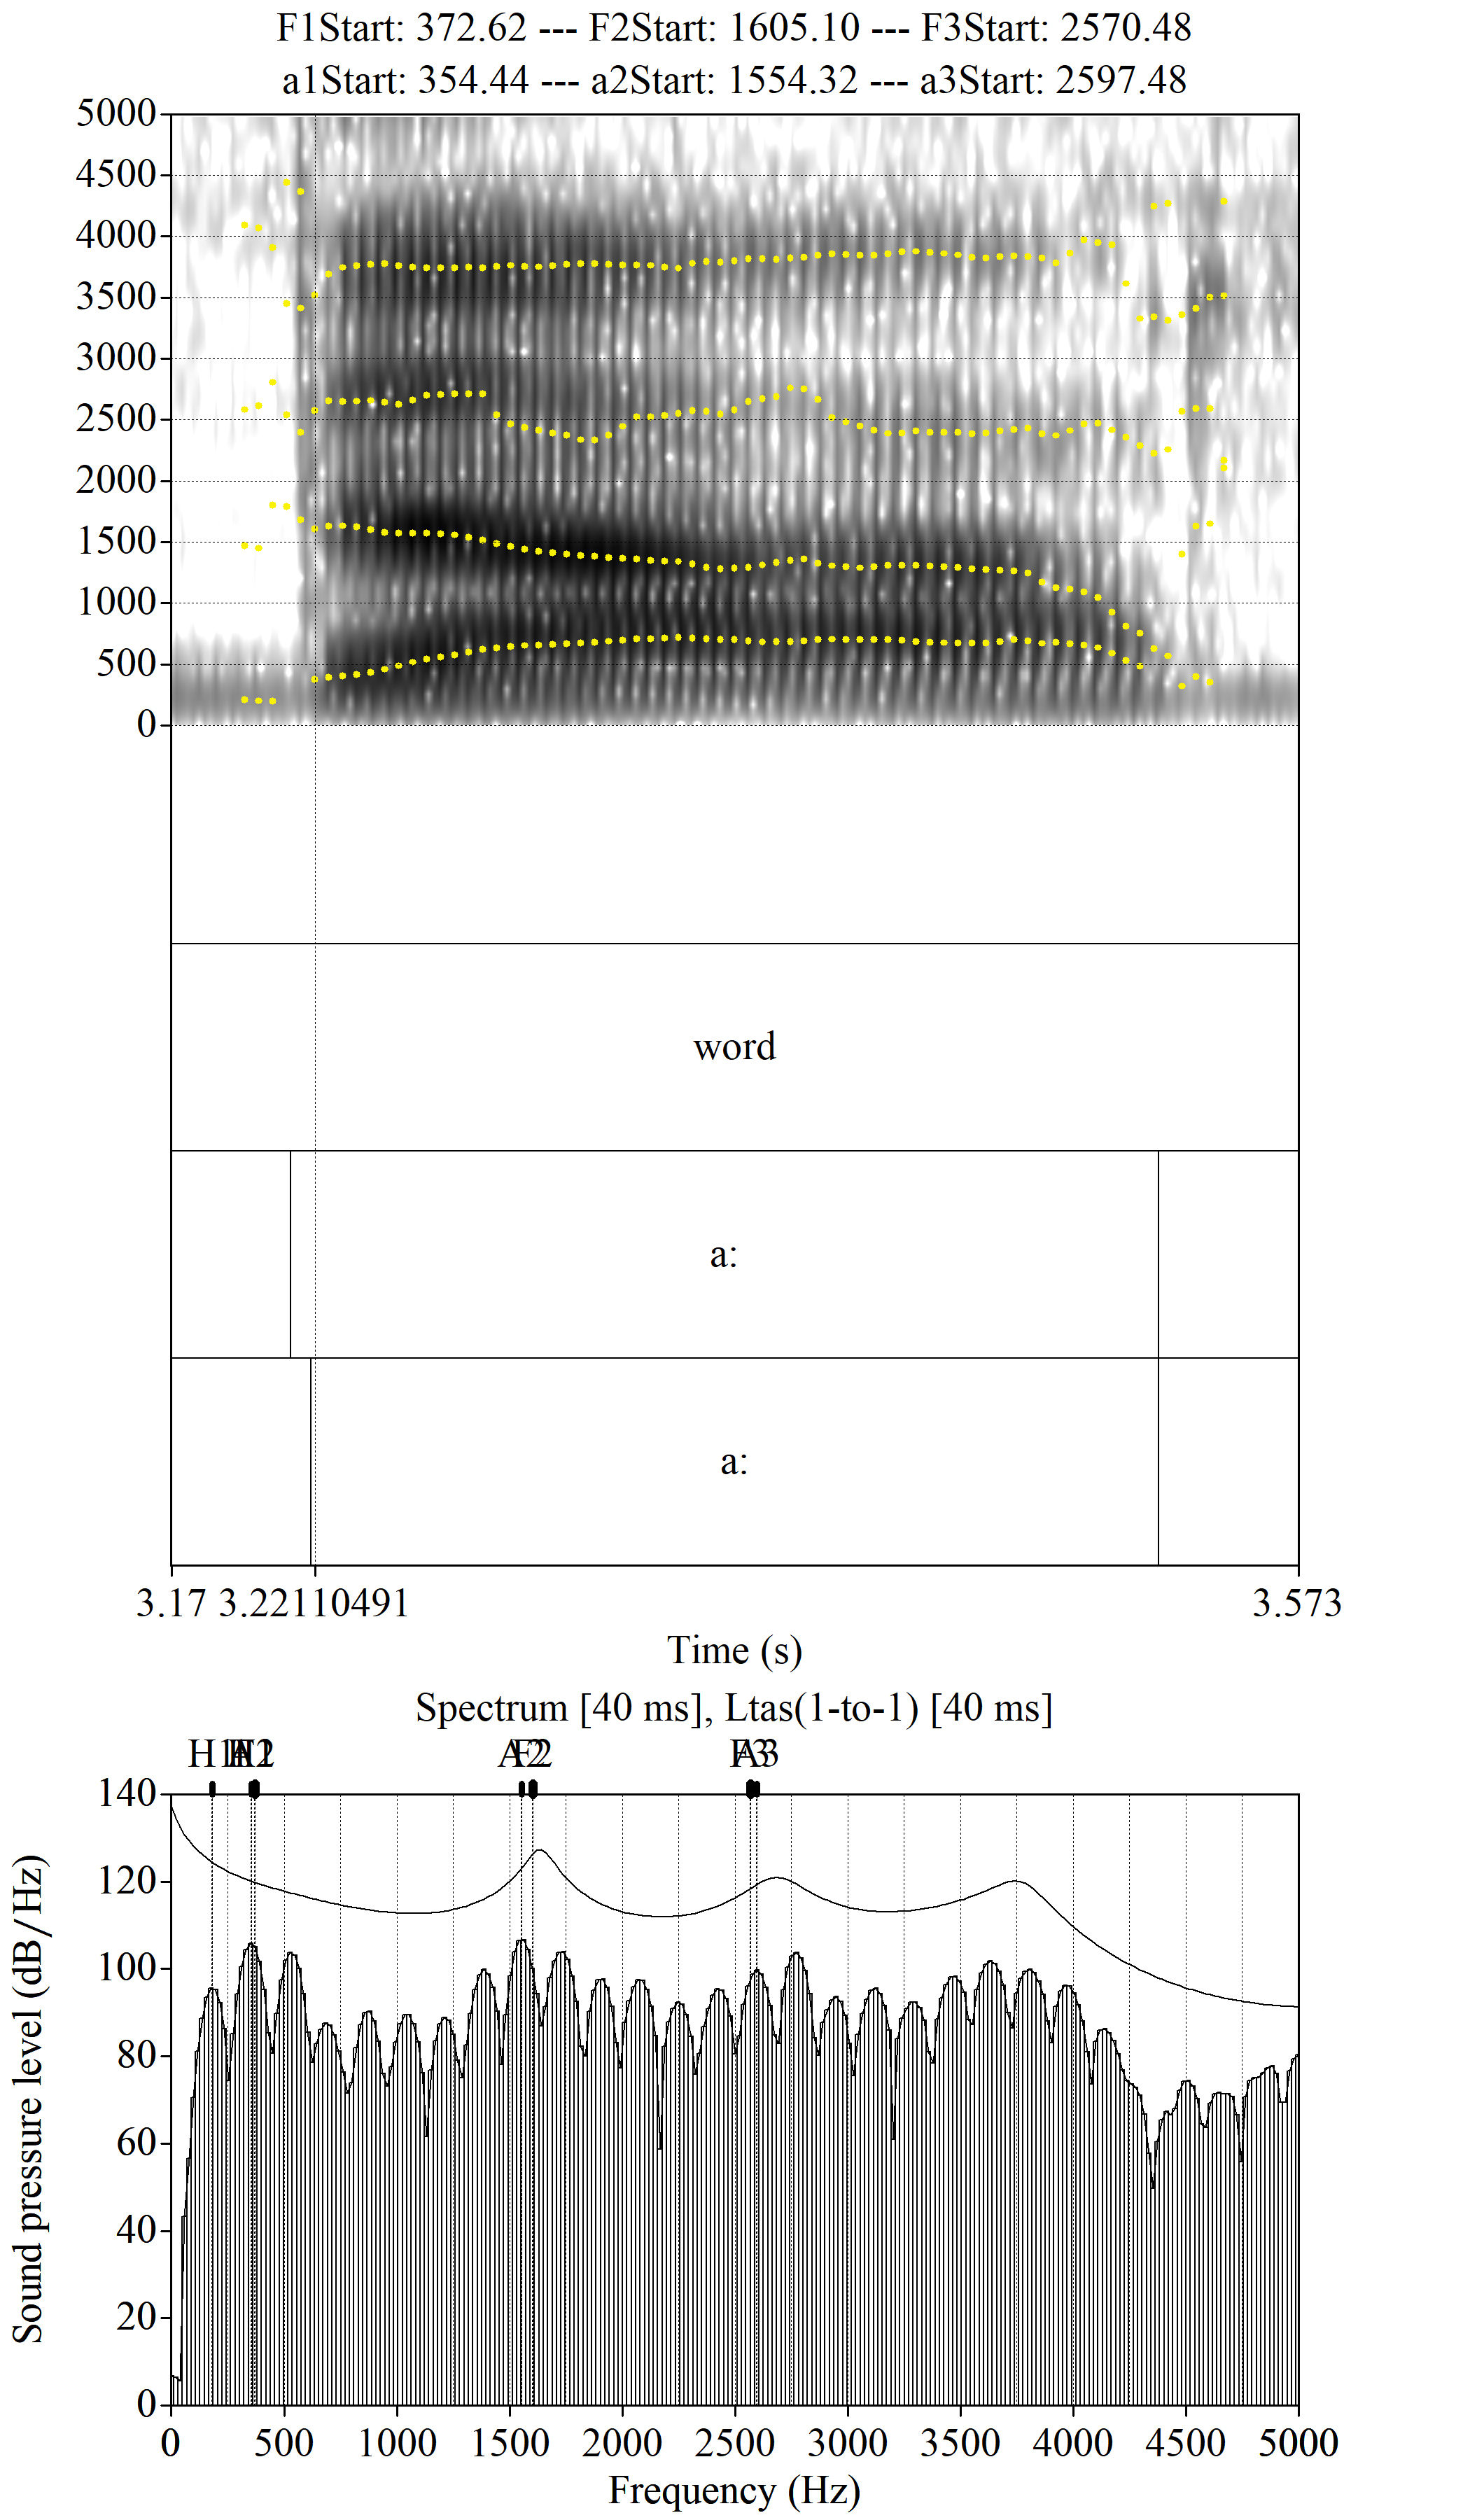 F1Start: 372.62 --- F2Start: 1605.10 --- F3Start: 2570.48
a1Start: 354.44 --- a2Start: 1554.32 --- a3Start: 2597.48
5000
4500
4000
3500
3000
2500
2000
1500
1000
500
0
word
a:
a:
3.17 3.22110491 3.573
Time (s)
Spectrum [40 ms], Ltas(1-to-1) [40 ms]
140
120
100
80
60
40
20
0
Sound pressure level (dB/Hz)
0 500 1000 1500 2000 2500 3000 3500 4000 4500 5000
Frequency (Hz)